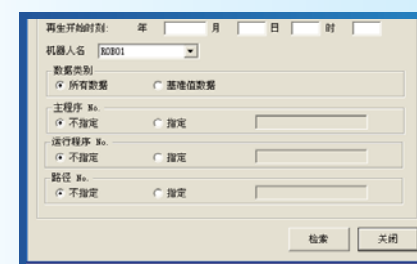 再生开始时刻: 年 月 日 时
机器人名 ROBO1
数据类别
所有数据 基准值数据
主程序 No.
不指定 指定
运行程序 No.
不指定 指定
路径 No.
不指定 指定
检索 关闭